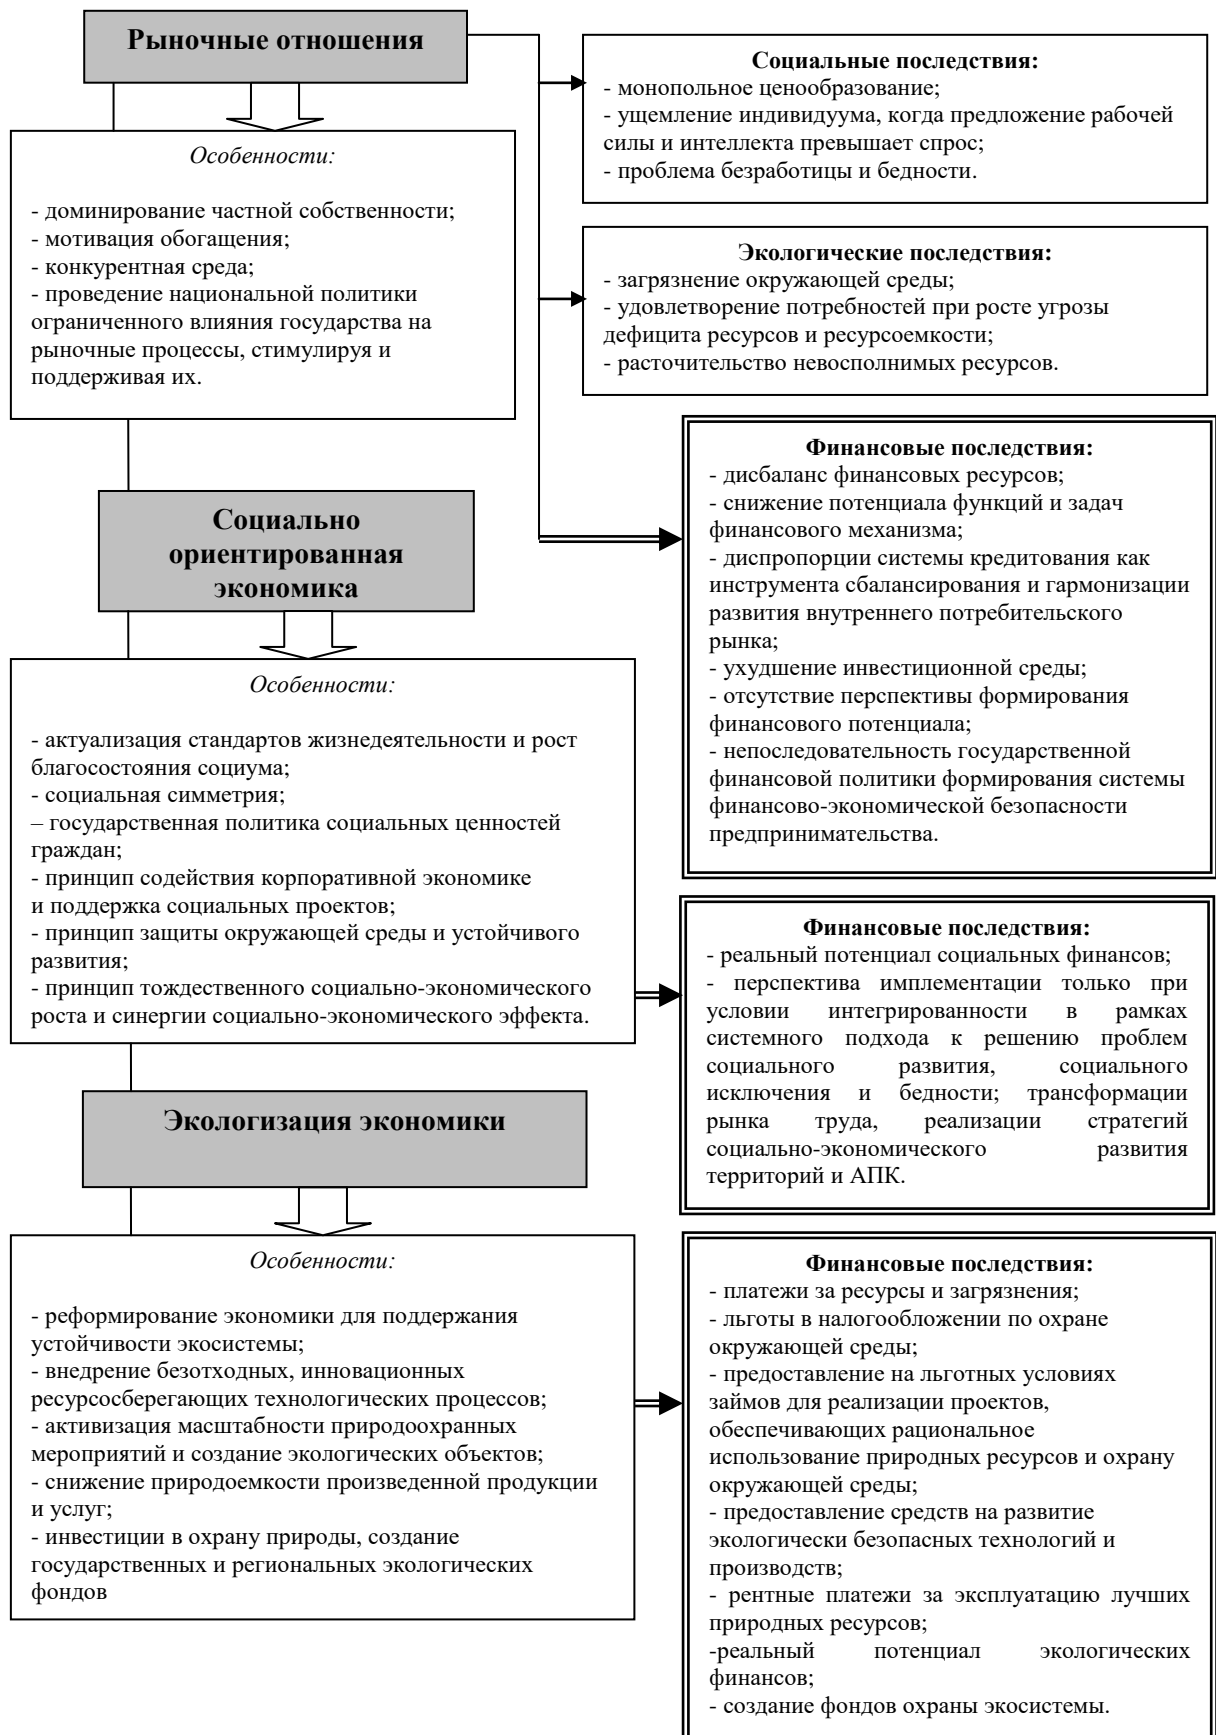 Рыночные отношения
Особенности:
- доминирование частной собственности;
- мотивация обогащения;
- конкурентная среда;
- проведение национальной политики
ограниченного влияния государства на
рыночные процессы, стимулируя и
поддерживая их.
Социальные последствия:
- монопольное ценообразование;
- ущемление индивидуума, когда предложение рабочей
силы и интеллекта превышает спрос;
- проблема безработицы и бедности.
Экологические последствия:
- загрязнение окружающей среды;
- удовлетворение потребностей при росте угрозы
дефицита ресурсов и ресурсоемкости;
- расточительство невосполнимых ресурсов.
Финансовые последствия:
- дисбаланс финансовых ресурсов;
- снижение потенциала функций и задач
финансового механизма;
- диспропорции системы кредитования как
инструмента сбалансирования и гармонизации
развития внутреннего потребительского
рынка;
- ухудшение инвестиционной среды;
- отсутствие перспективы формирования
финансового потенциала;
- непоследовательность государственной
финансовой политики формирования системы
финансово-экономической безопасности
предпринимательства.
Социально
ориентированная
экономика
Особенности:
- актуализация стандартов жизнедеятельности и рост
благосостояния социума;
- социальная симметрия;
– государственная политика социальных ценностей
граждан;
- принцип содействия корпоративной экономике
и поддержка социальных проектов;
- принцип защиты окружающей среды и устойчивого
развития;
- принцип тождественного социально-экономического
роста и синергии социально-экономического эффекта.
Финансовые последствия:
- реальный потенциал социальных финансов;
- перспектива имплементации только при
условии интегрированности в рамках
системного подхода к решению проблем
социального развития, социального
исключения и бедности; трансформации
рынка труда, реализации стратегий
социально-экономического развития
территорий и АПК.
Экологизация экономики
Особенности:
- реформирование экономики для поддержания
устойчивости экосистемы;
- внедрение безотходных, инновационных
ресурсосберегающих технологических процессов;
- активизация масштабности природоохранных
мероприятий и создание экологических объектов;
- снижение природоемкости произведенной продукции
и услуг;
- инвестиции в охрану природы, создание
государственных и региональных экологических
фондов
Финансовые последствия:
- платежи за ресурсы и загрязнения;
- льготы в налогообложении по охране
окружающей среды;
- предоставление на льготных условиях
займов для реализации проектов,
обеспечивающих рациональное
использование природных ресурсов и охрану
окружающей среды;
- предоставление средств на развитие
экологически безопасных технологий и
производств;
- рентные платежи за эксплуатацию лучших
природных ресурсов;
-реальный потенциал экологических
финансов;
- создание фондов охраны экосистемы.